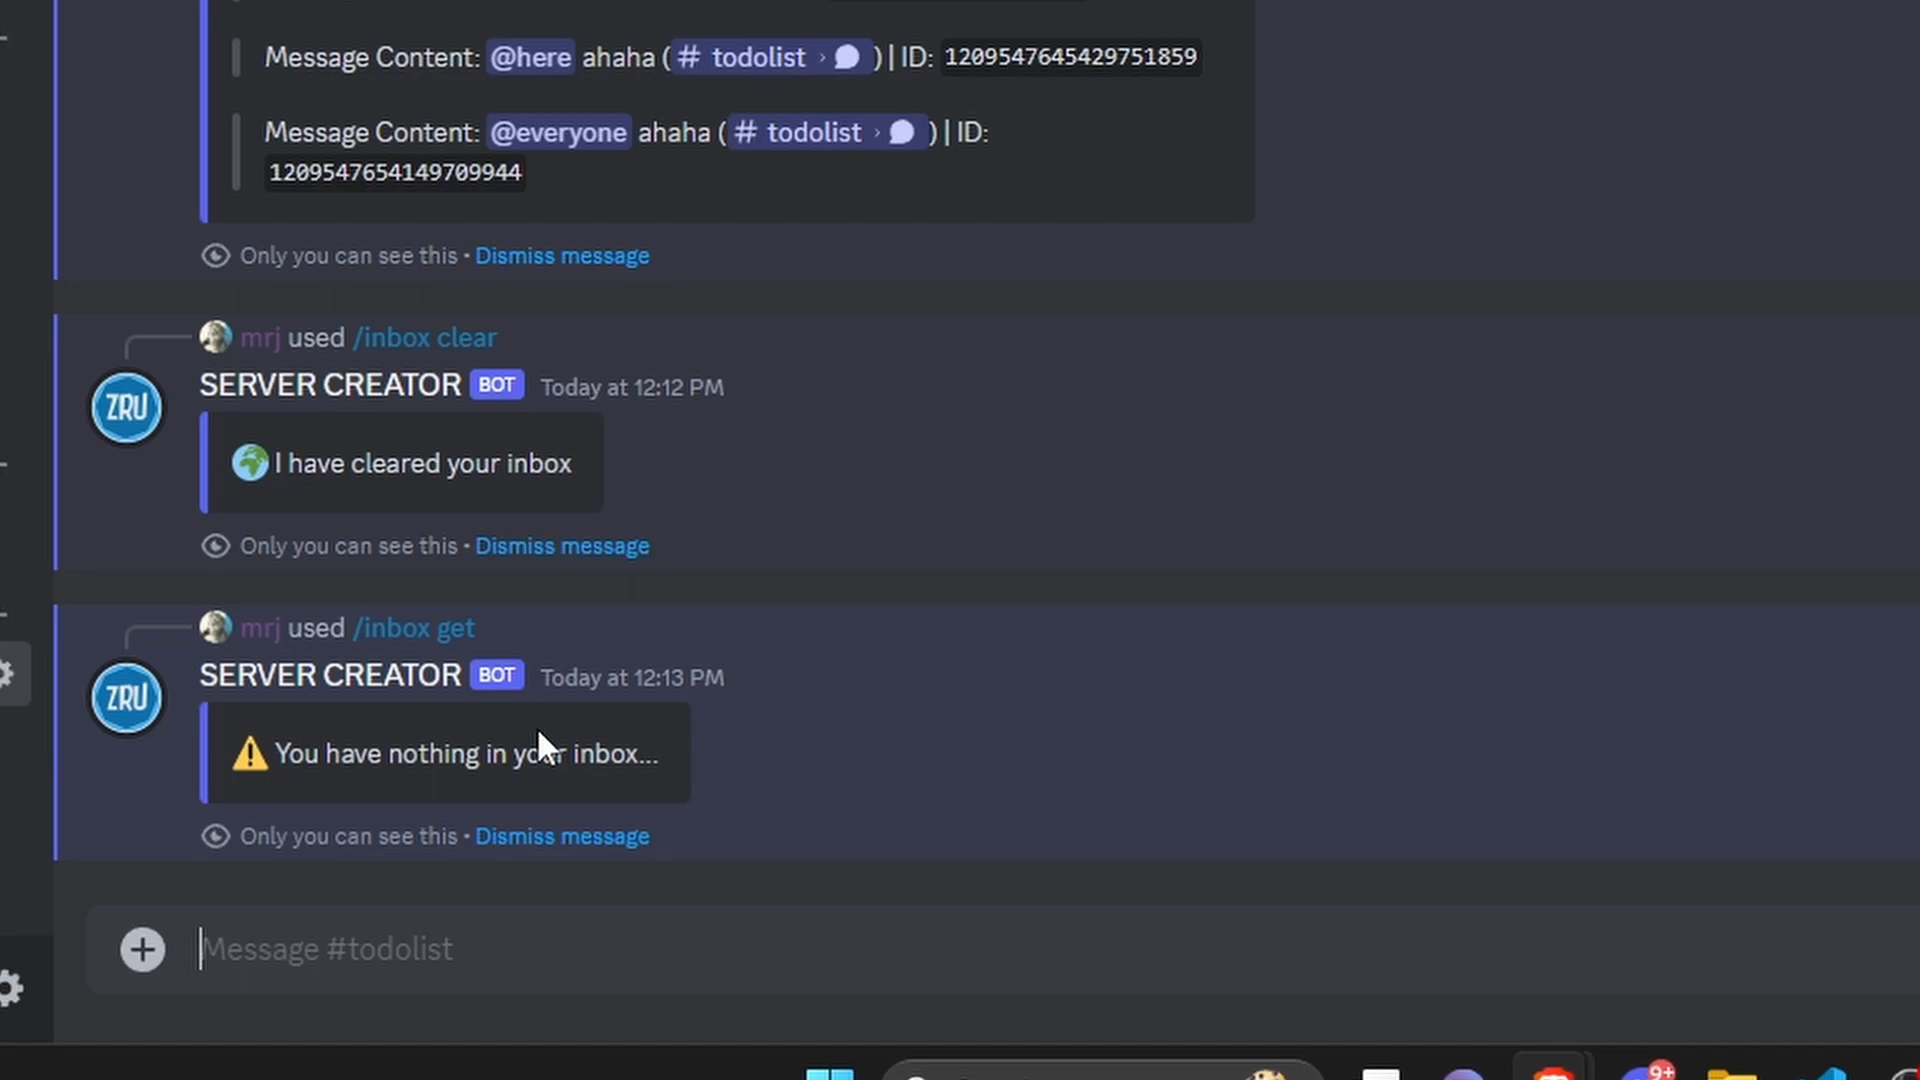 Message Content: @here ahaha (# todolist › ) | ID: 1209547645429751859
Message Content: @everyone ahaha (# todolist › ) | ID:
1209547654149709944
Only you can see this • Dismiss message
mrj used /inbox clear
ZRU
SERVER CREATOR BOT Today at 12:12 PM
I have cleared your inbox
Only you can see this • Dismiss message
mrj used /inbox get
ZRU
SERVER CREATOR BOT Today at 12:13 PM
You have nothing in your inbox...
Only you can see this • Dismiss message
Message #todolist
9+